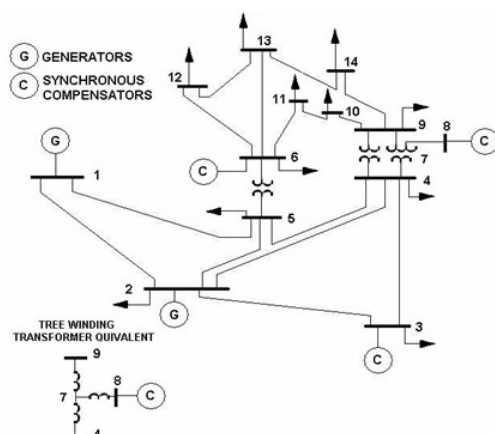 G GENERATORS
C SYNCHRONOUS
COMPENSATORS
13
14
12
11
10
9
8
C
7
G
1
C
6
4
5
2
G
3
C
TREE WINDING
TRANSFORMER QUIVALENT
9
8
7
C
4